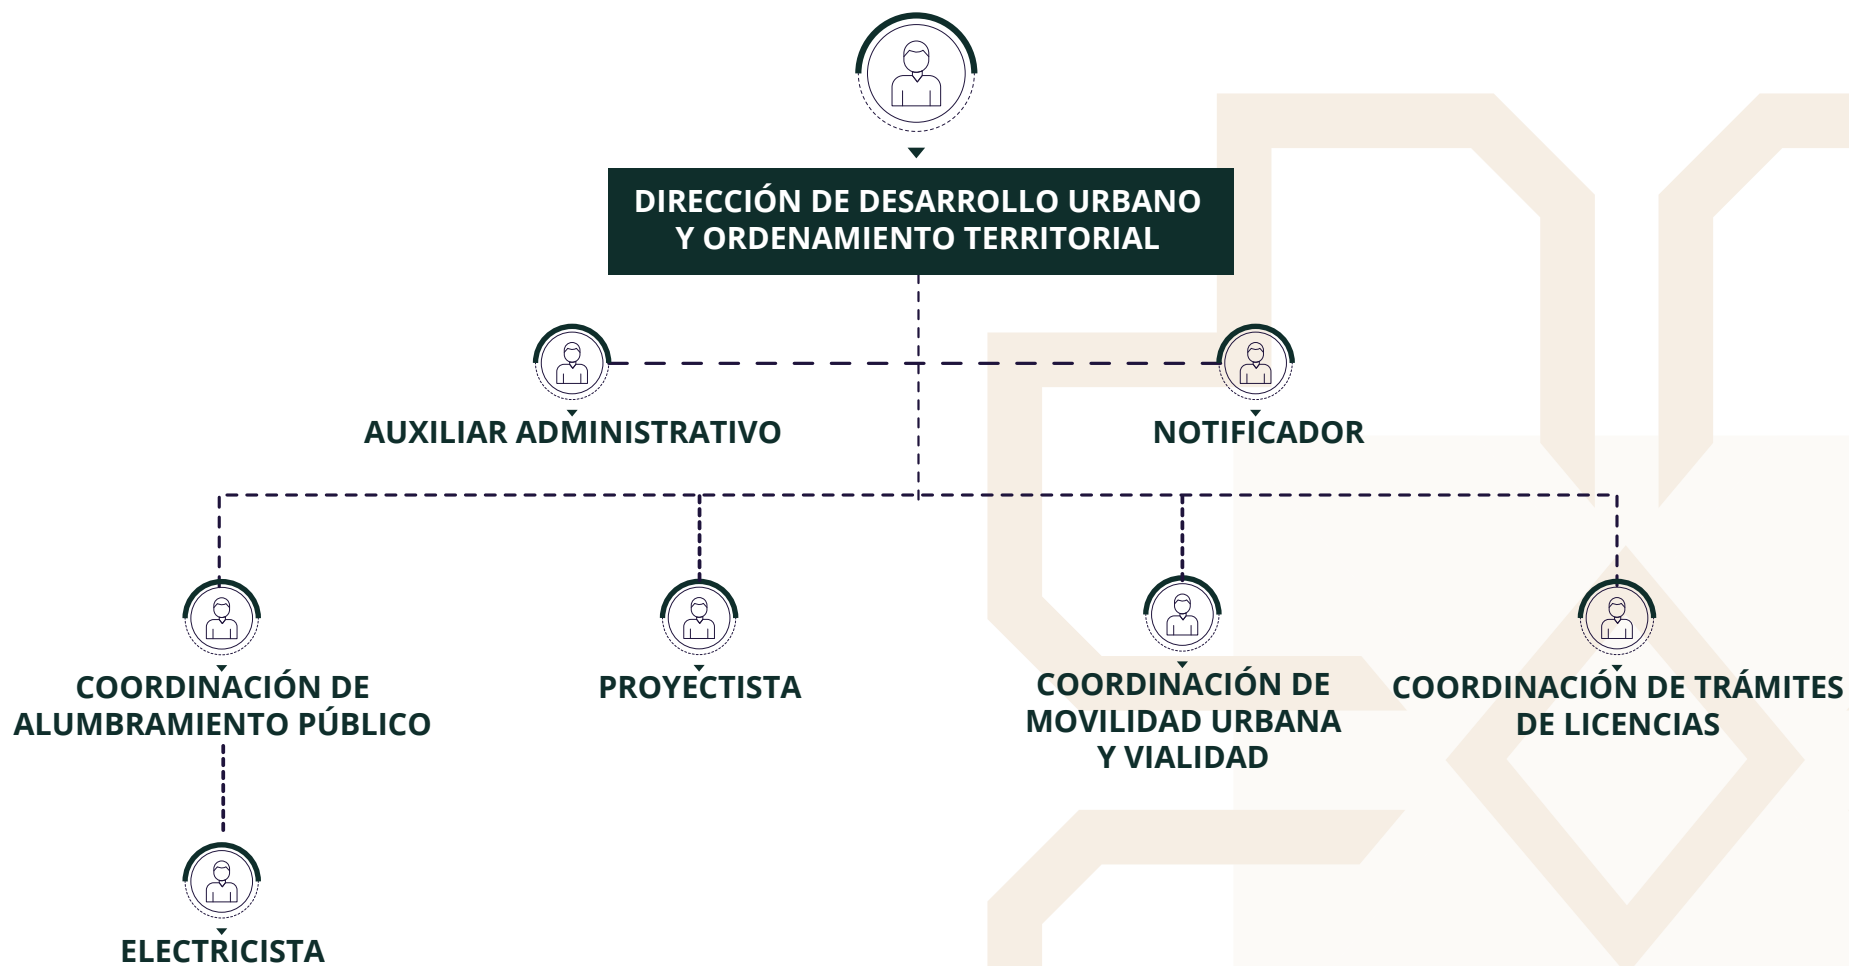 DIRECCIÓN DE DESARROLLO URBANO
Y ORDENAMIENTO TERRITORIAL
AUXILIAR ADMINISTRATIVO
NOTIFICADOR
COORDINACIÓN DE
ALUMBRAMIENTO PÚBLICO
PROYECTISTA
COORDINACIÓN DE
MOVILIDAD URBANA
Y VIALIDAD
COORDINACIÓN DE TRÁMITES
DE LICENCIAS
ELECTRICISTA